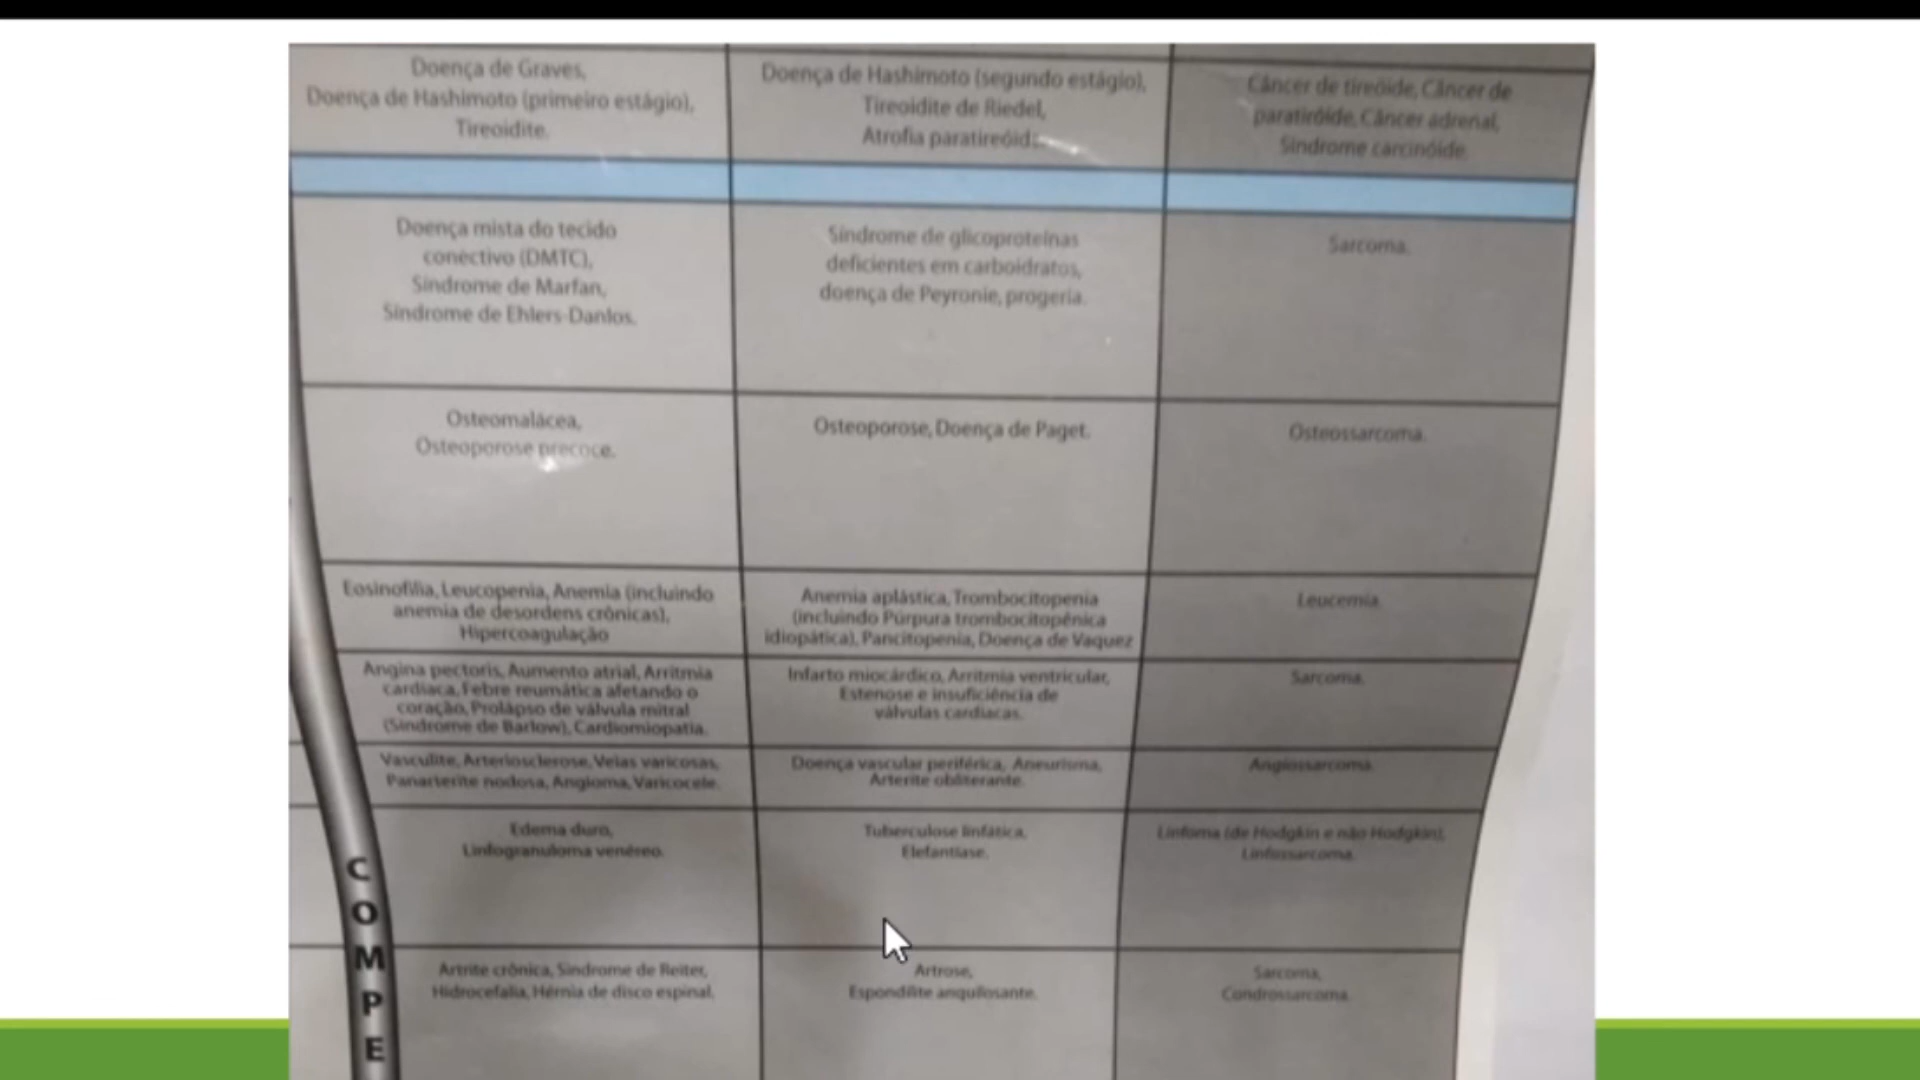 Doença de Graves,
Doença de Hashimoto (primeiro estágio),
Tireoidite.
Doença de Hashimoto (segundo estágio),
Tireoidite de Riedel,
Atrofia paratireóid
Câncer de tireóide, Câncer de
paratiróide, Câncer adrenal,
Síndrome carcinóide.
Doença mista do tecido
conectivo (DMTC),
Síndrome de Marfan,
Síndrome de Ehlers-Danlos.
Síndrome de glicoproteínas
deficientes em carboidratos,
doença de Peyronie, progeria.
Sarcoma.
Osteomalácea,
Osteoporose precoce.
Osteoporose, Doença de Paget.
Osteossarcoma.
Eosinofilia, Leucopenia, Anemia (incluindo
anemia de desordens crônicas),
Hipercoagulação
Anemia aplástica, Trombocitopenia
(incluindo Púrpura trombocitopênica
idiopática), Pancitopenia, Doença de Vaquez
Leucemia.
Angina pectoris, Aumento atrial, Arritmia
cardíaca, Febre reumática afetando o
coração, Prolápso de válvula mitral
(Síndrome de Barlow), Cardiomiopatia.
Infarto miocárdico, Arritmia ventricular,
Estenose e insuficiência de
válvulas cardíacas.
Sarcoma.
Vasculite, Arteriosclerose, Veias varicosas,
Panarterite nodosa, Angioma, Varicocele.
Doença vascular periférica, Aneurisma,
Arterite obliterante.
Angiossarcoma.
Edema duro,
Linfogranuloma venéreo.
Tuberculose linfática,
Elefantíase.
Linfoma (de Hodgkin e não Hodgkin),
Linfossarcoma.
Artrite crônica, Síndrome de Reiter,
Hidrocefalia, Hérnia de disco espinal.
Artrose,
Espondilite anquilosante.
Sarcoma,
Condrossarcoma.
C
O
M
P
E